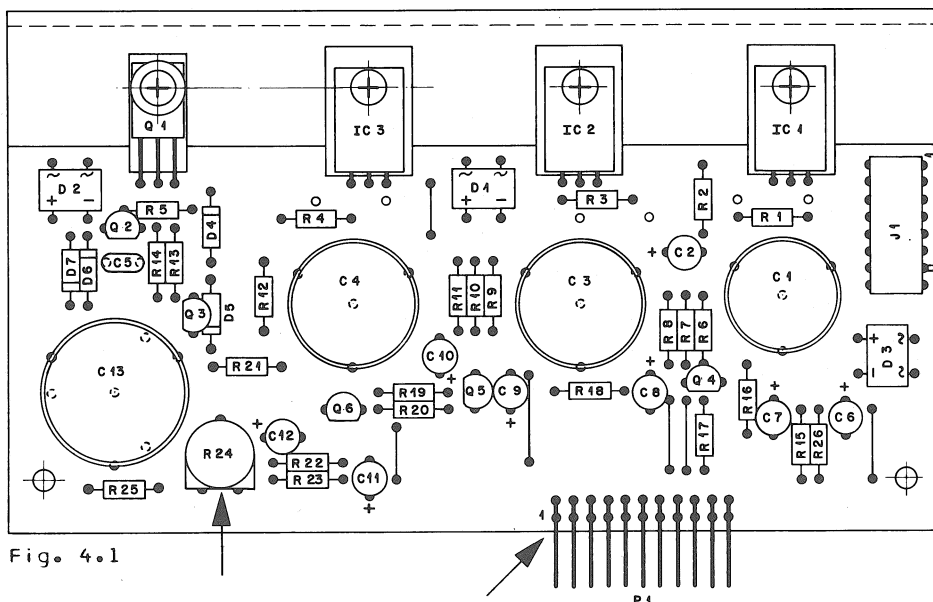 Q1
IC3
IC2
IC1
D2
~ ~
+ -
D1
~ ~
+ -
1
R5
Q2
D4
R4
R3
R2
R1
J1
8
D7
D6
C5
R14
R13
+
C2
C4
C3
C1
R12
R11
R10
R9
Q3
D5
R8
R7
R6
+ ~
D3
- ~
C10
+
R21
C13
Q6
R19
R20
Q5
C9
+
R18
+
C8
Q4
R16
+
C7
R17
R15
R26
+
C6
R24
+
C12
R22
R23
C11
+
R25
1
Fig. 4.1
P1